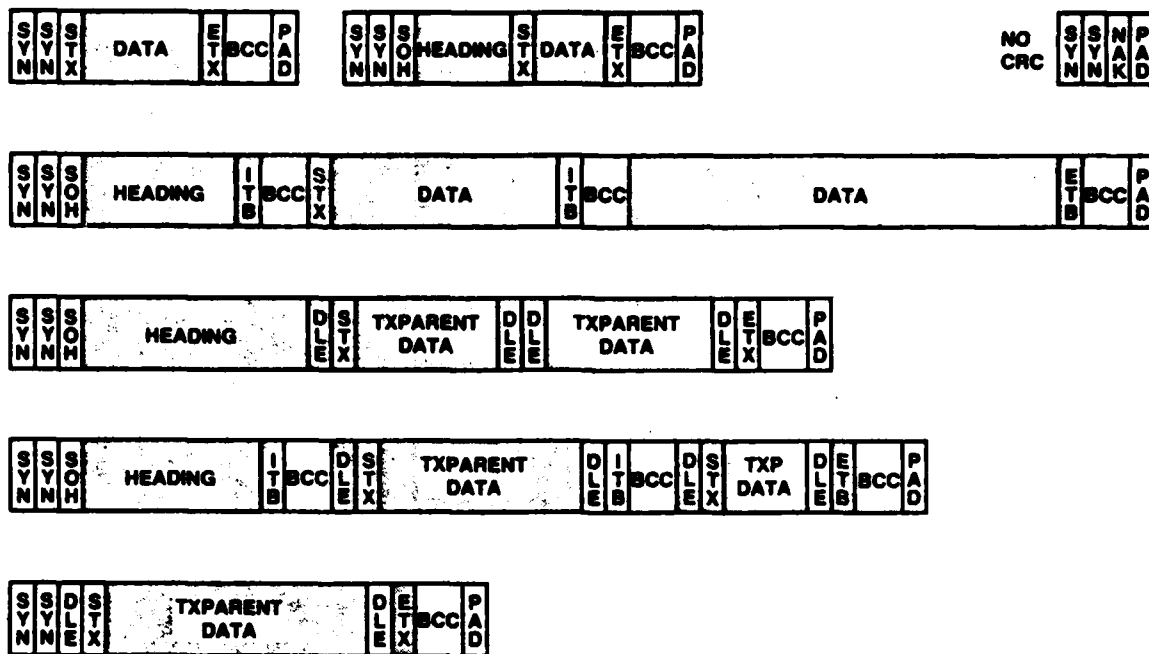 SYN SYN STX DATA ETX BCC PAD
SYN SYN SOH HEADING STX DATA ETX BCC PAD
NO CRC SYN SYN NAK PAD
SYN SYN SOH HEADING ITB BCC STX DATA ITB BCC DATA ETB BCC PAD
SYN SYN SOH HEADING DLE STX TXPARENT DATA DLE DLE TXPARENT DATA DLE ETX BCC PAD
SYN SYN SOH HEADING ITB BCC DLE STX TXPARENT DATA DLE ITB BCC DLE STX TXP DATA DLE ETB BCC PAD
SYN SYN DLE STX TXPARENT DATA DLE ETX BCC PAD